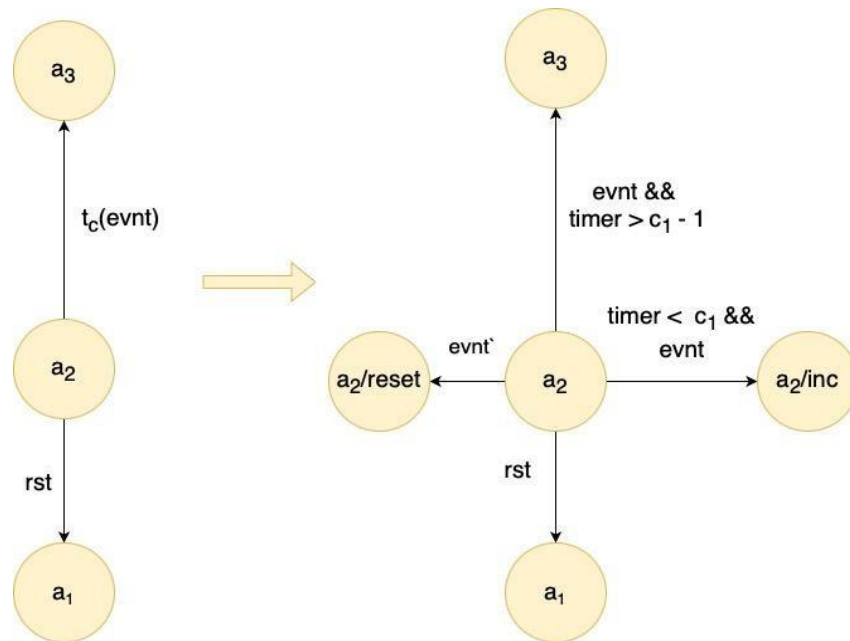 a₃
t_c(evnt)
a₂
rst
a₁
a₃
evnt &&
timer > c₁ - 1
timer < c₁ &&
evnt
evnt`
a₂/reset
a₂
a₂/inc
rst
a₁